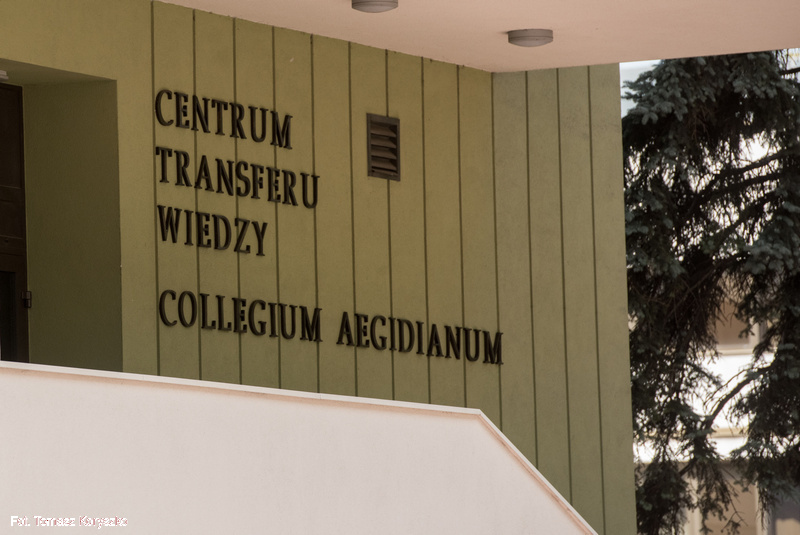 CENTRUM
TRANSFERU
WIEDZY
COLLEGIUM AEGIDIANUM
Fot. Tomasz Koryszko